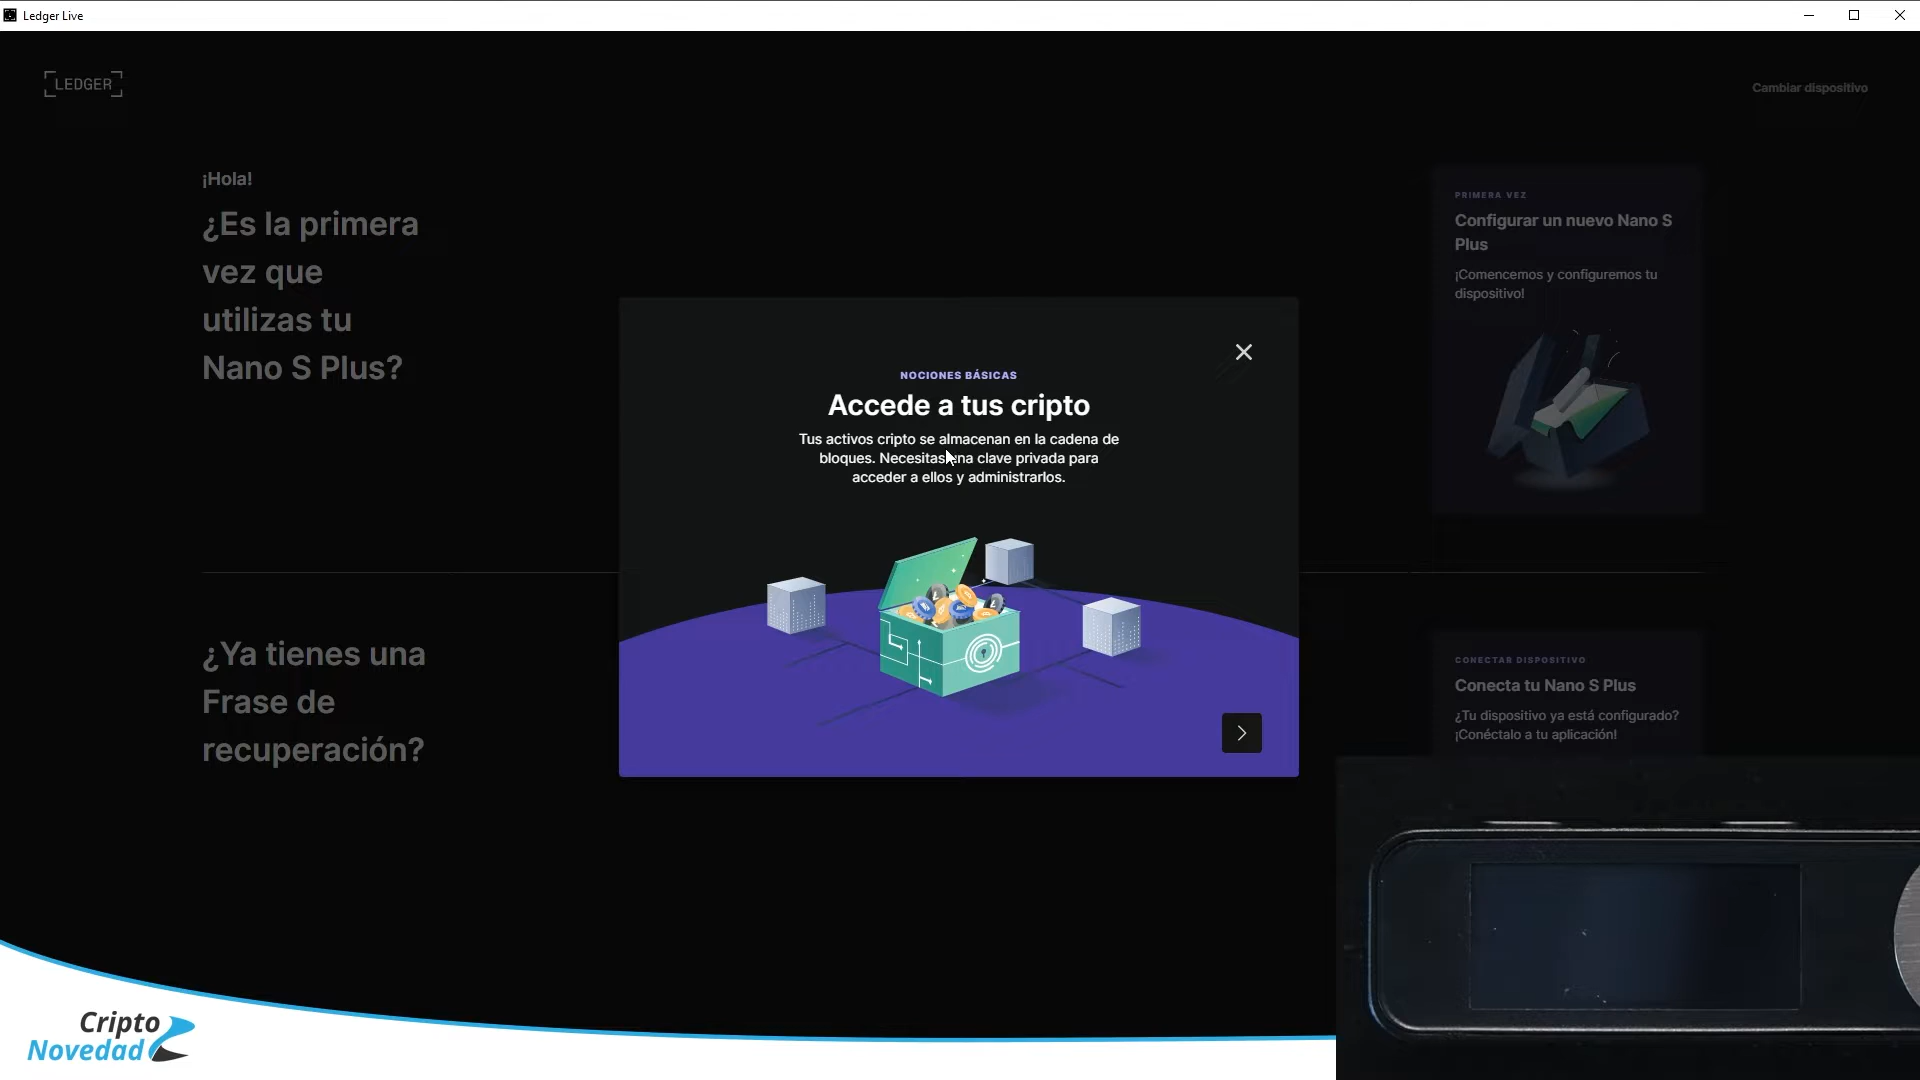 Ledger Live
LEDGER
Cambiar dispositivo
¡Hola!
¿Es la primera
vez que
utilizas tu
Nano S Plus?
PRIMERA VEZ
Configurar un nuevo Nano S
Plus
¡Comencemos y configuremos tu
dispositivo!
NOCIONES BÁSICAS
Accede a tus cripto
Tus activos cripto se almacenan en la cadena de
bloques. Necesitas una clave privada para
acceder a ellos y administrarlos.
¿Ya tienes una
Frase de
recuperación?
CONECTAR DISPOSITIVO
Conecta tu Nano S Plus
¿Tu dispositivo ya está configurado?
¡Conéctalo a tu aplicación!
Cripto
Novedad